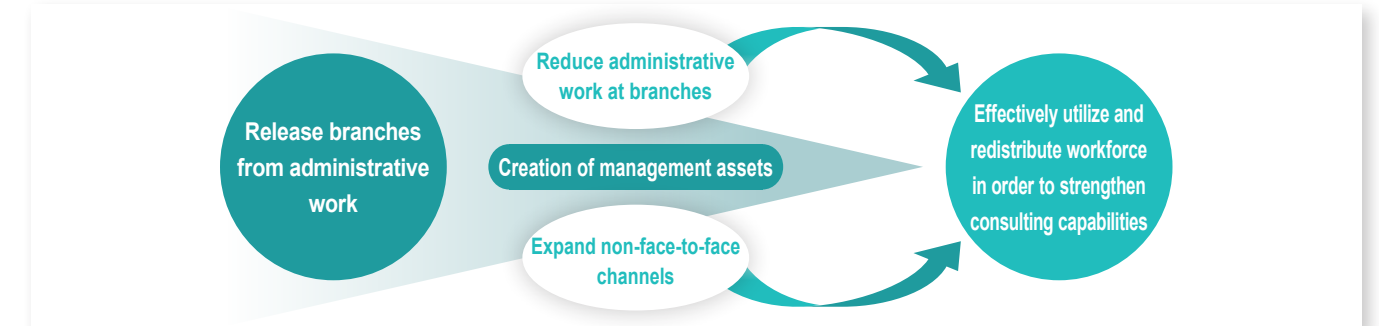 Release branches
from administrative
work
Reduce administrative
work at branches
Creation of management assets
Expand non-face-to-face
channels
Effectively utilize and
redistribute workforce
in order to strengthen
consulting capabilities